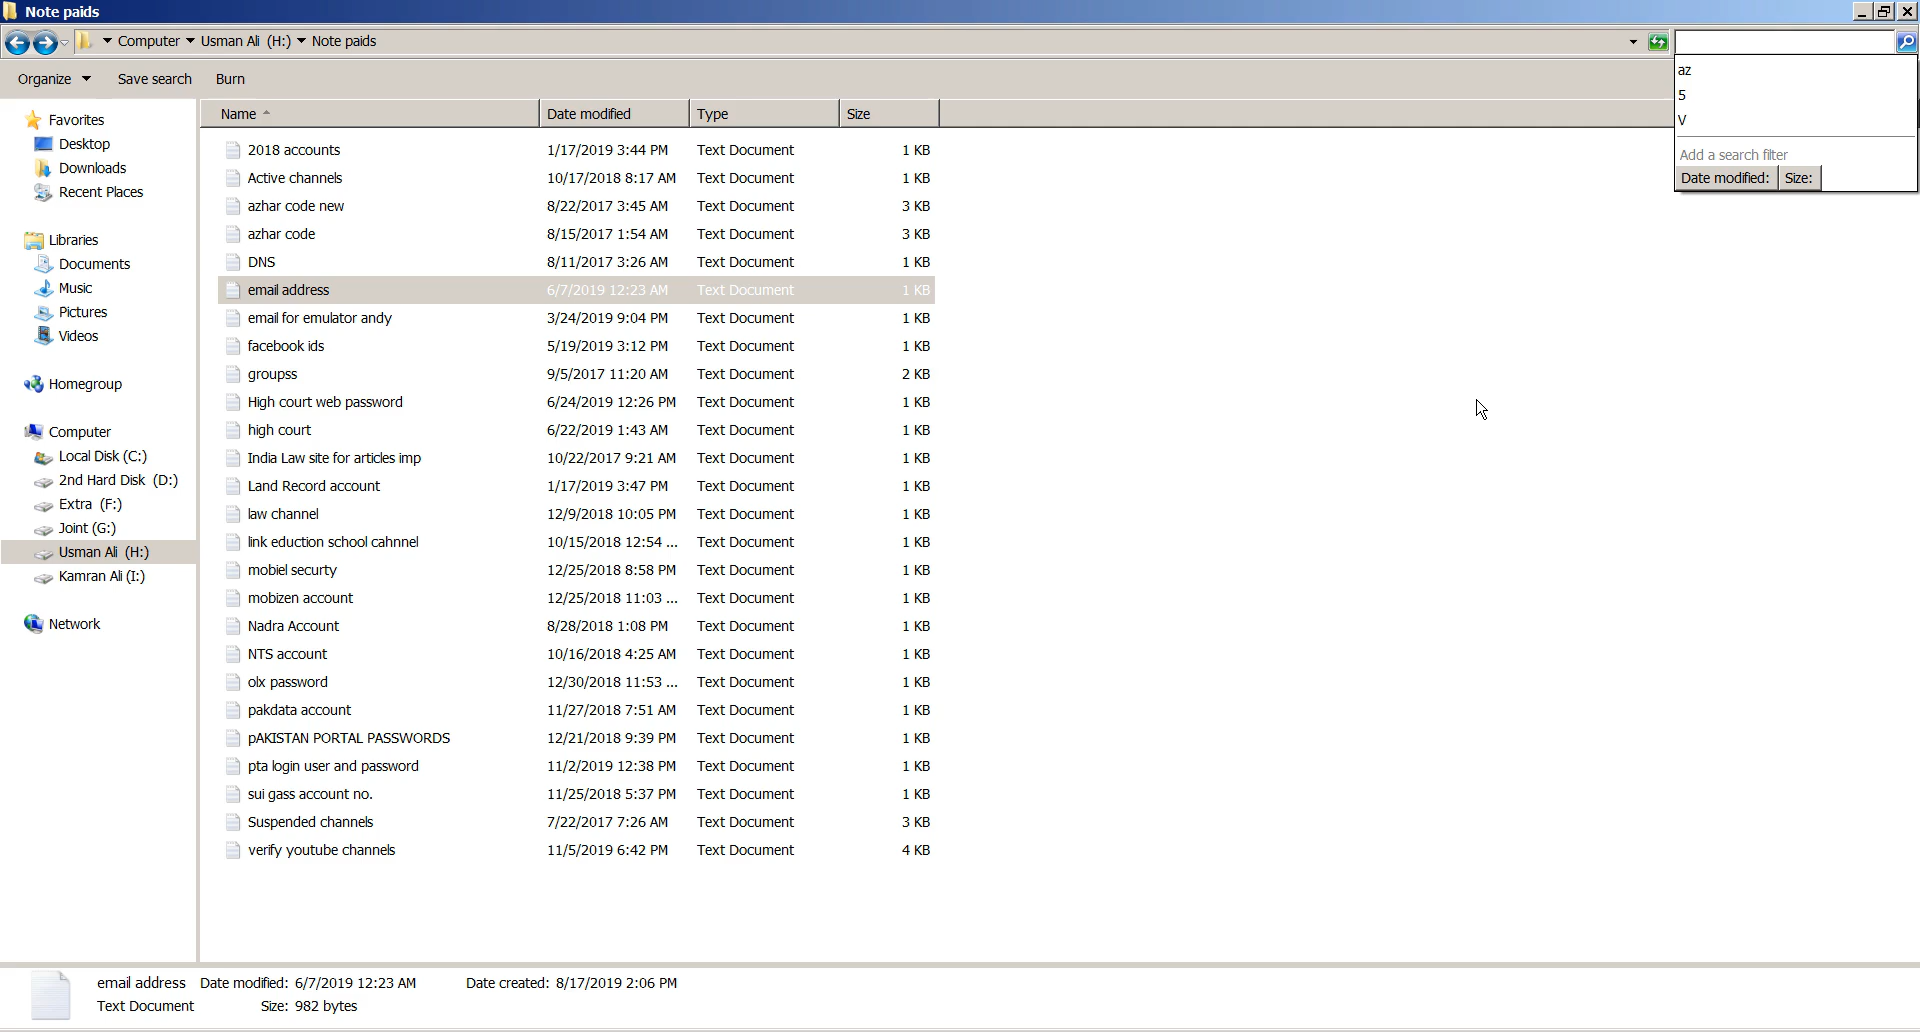 Note paids
Computer Usman Ali (H:) Note paids
Organize Save search Burn
az
5
V
Add a search filter
Date modified: Size:
Favorites
Desktop
Downloads
Recent Places
Libraries
Documents
Music
Pictures
Videos
Homegroup
Computer
Local Disk (C:)
2nd Hard Disk (D:)
Extra (F:)
Joint (G:)
Usman Ali (H:)
Kamran Ali (I:)
Network
Name Date modified Type Size
2018 accounts 1/17/2019 3:44 PM Text Document 1 KB
Active channels 10/17/2018 8:17 AM Text Document 1 KB
azhar code new 8/22/2017 3:45 AM Text Document 3 KB
azhar code 8/15/2017 1:54 AM Text Document 3 KB
DNS 8/11/2017 3:26 AM Text Document 1 KB
email address 6/7/2019 12:23 AM Text Document 1 KB
email for emulator andy 3/24/2019 9:04 PM Text Document 1 KB
facebook ids 5/19/2019 3:12 PM Text Document 1 KB
groupss 9/5/2017 11:20 AM Text Document 2 KB
High court web password 6/24/2019 12:26 PM Text Document 1 KB
high court 6/22/2019 1:43 AM Text Document 1 KB
India Law site for articles imp 10/22/2017 9:21 AM Text Document 1 KB
Land Record account 1/17/2019 3:47 PM Text Document 1 KB
law channel 12/9/2018 10:05 PM Text Document 1 KB
link eduction school cahnnel 10/15/2018 12:54 ... Text Document 1 KB
mobiel securty 12/25/2018 8:58 PM Text Document 1 KB
mobizen account 12/25/2018 11:03 ... Text Document 1 KB
Nadra Account 8/28/2018 1:08 PM Text Document 1 KB
NTS account 10/16/2018 4:25 AM Text Document 1 KB
olx password 12/30/2018 11:53 ... Text Document 1 KB
pakdata account 11/27/2018 7:51 AM Text Document 1 KB
pAKISTAN PORTAL PASSWORDS 12/21/2018 9:39 PM Text Document 1 KB
pta login user and password 11/2/2019 12:38 PM Text Document 1 KB
sui gass account no. 11/25/2018 5:37 PM Text Document 1 KB
Suspended channels 7/22/2017 7:26 AM Text Document 3 KB
verify youtube channels 11/5/2019 6:42 PM Text Document 4 KB
email address Date modified: 6/7/2019 12:23 AM Date created: 8/17/2019 2:06 PM
Text Document Size: 982 bytes